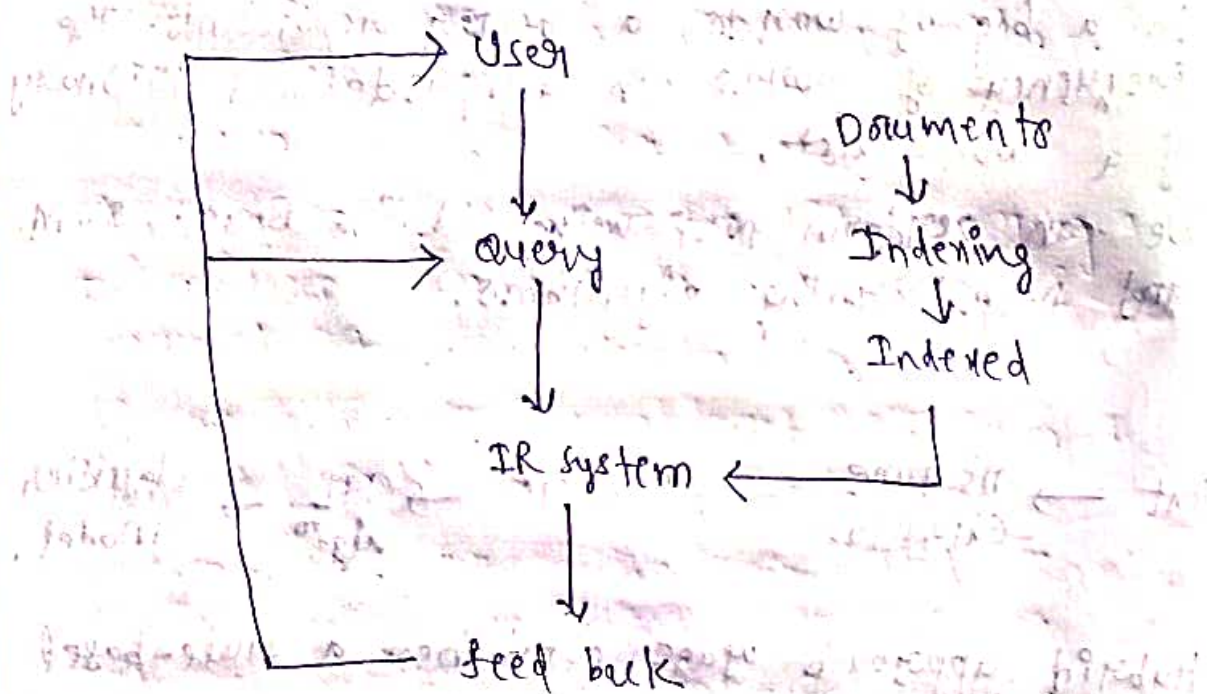 User
Documents
Query
Indexing
Indexed
IR system
feed back